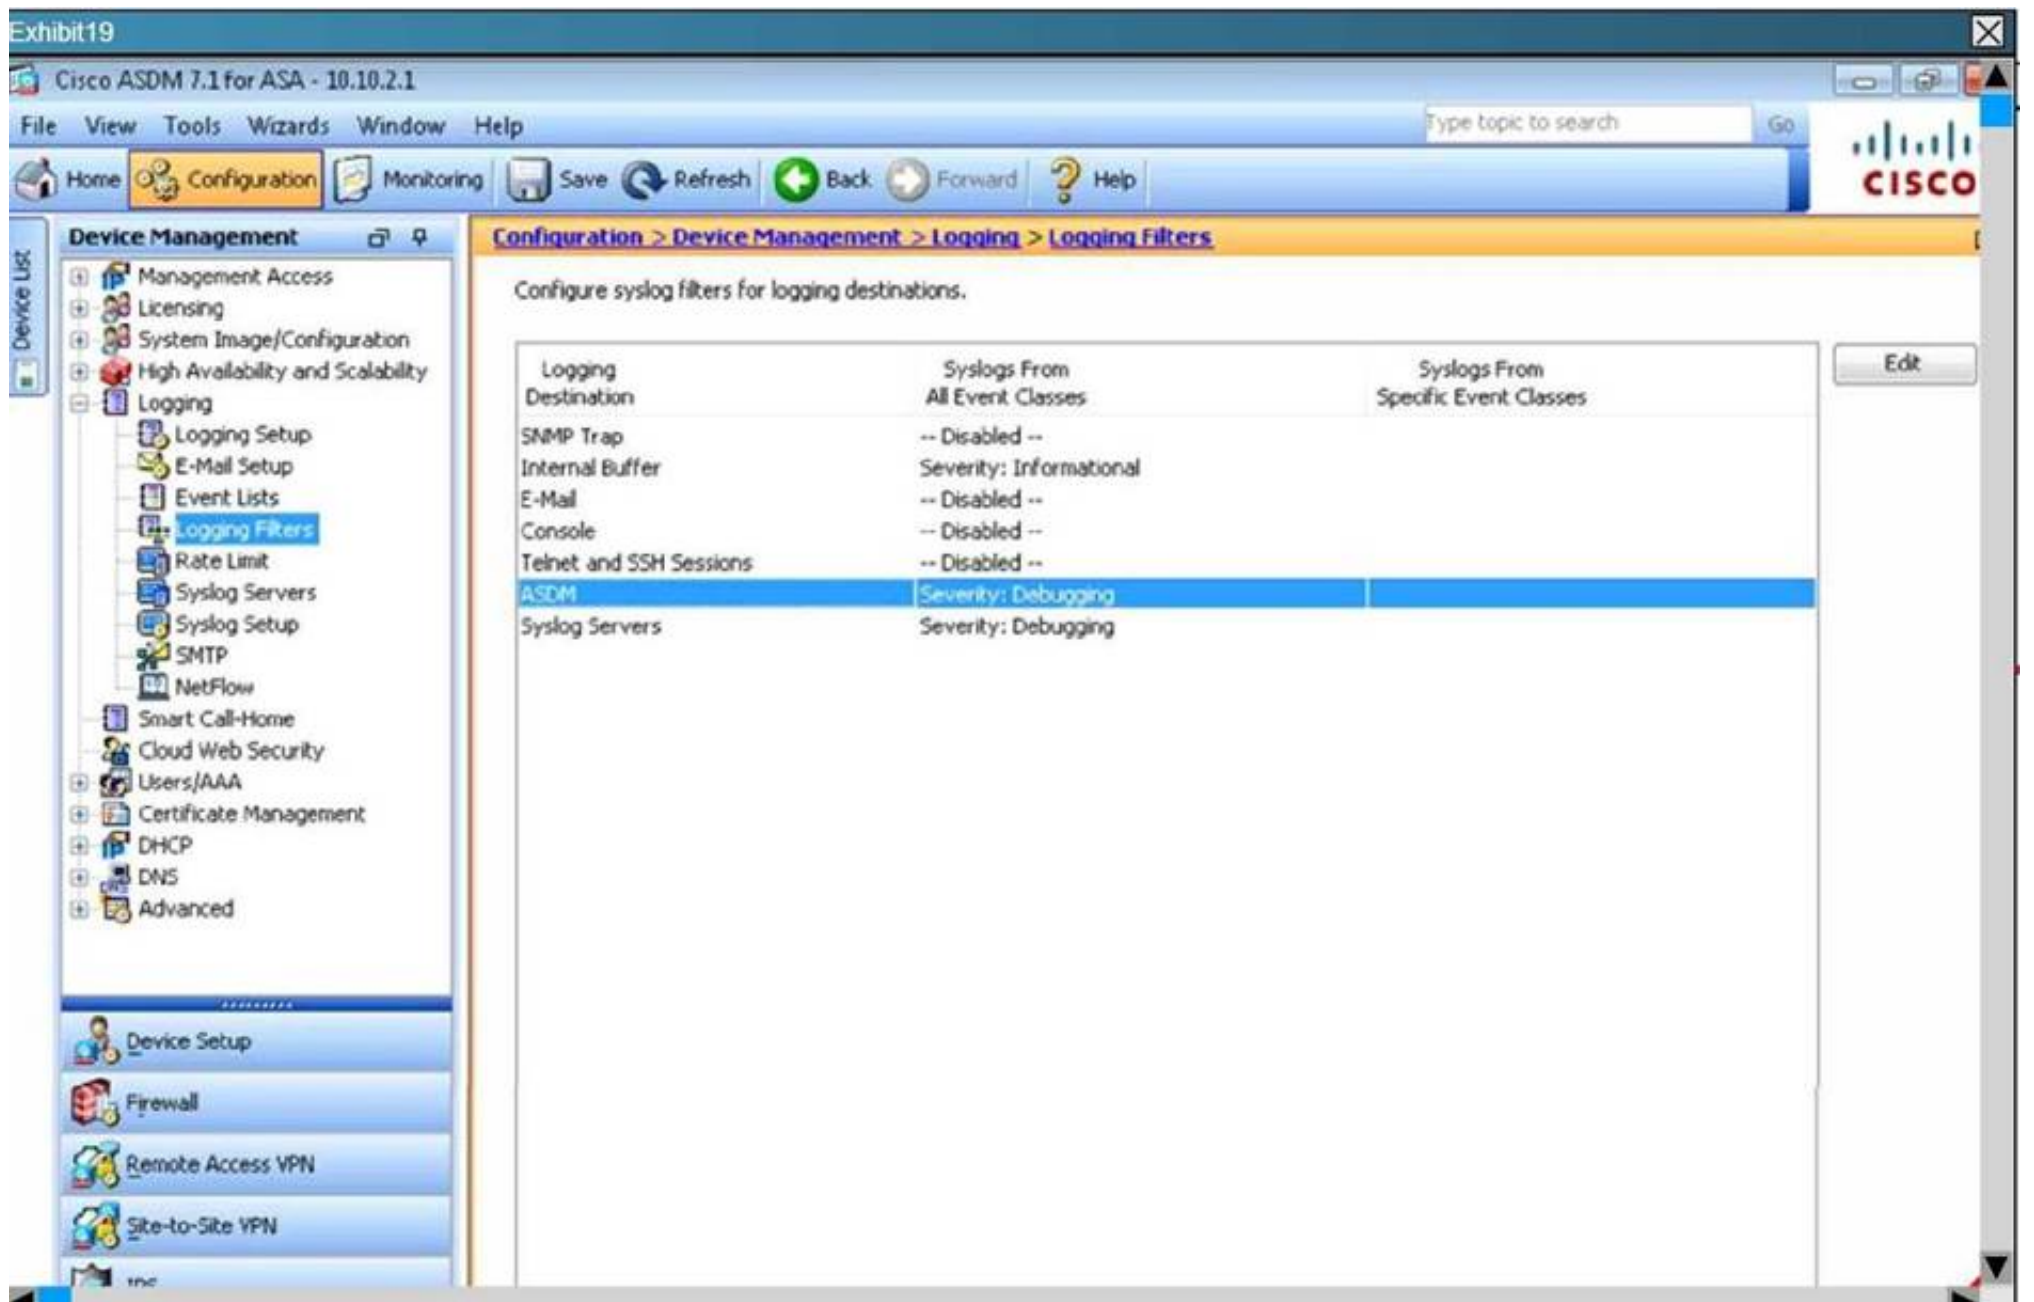 Exhibit19
Cisco ASDM 7.1 for ASA - 10.10.2.1
File View Tools Wizards Window Help
Type topic to search
Go
Home Configuration Monitoring Save Refresh Back Forward Help
CISCO
Device List
Device Management
Management Access
Licensing
System Image/Configuration
High Availability and Scalability
Logging
Logging Setup
E-Mail Setup
Event Lists
Logging Filters
Rate Limit
Syslog Servers
Syslog Setup
SMTP
NetFlow
Smart Call-Home
Cloud Web Security
Users/AAA
Certificate Management
DHCP
DNS
Advanced
Device Setup
Firewall
Remote Access VPN
Site-to-Site VPN
Configuration > Device Management > Logging > Logging Filters
Configure syslog filters for logging destinations.
Logging Destination Syslogs From All Event Classes Syslogs From Specific Event Classes
SNMP Trap -- Disabled --
Internal Buffer Severity: Informational
E-Mail -- Disabled --
Console -- Disabled --
Telnet and SSH Sessions -- Disabled --
ASDM Severity: Debugging
Syslog Servers Severity: Debugging
Edit